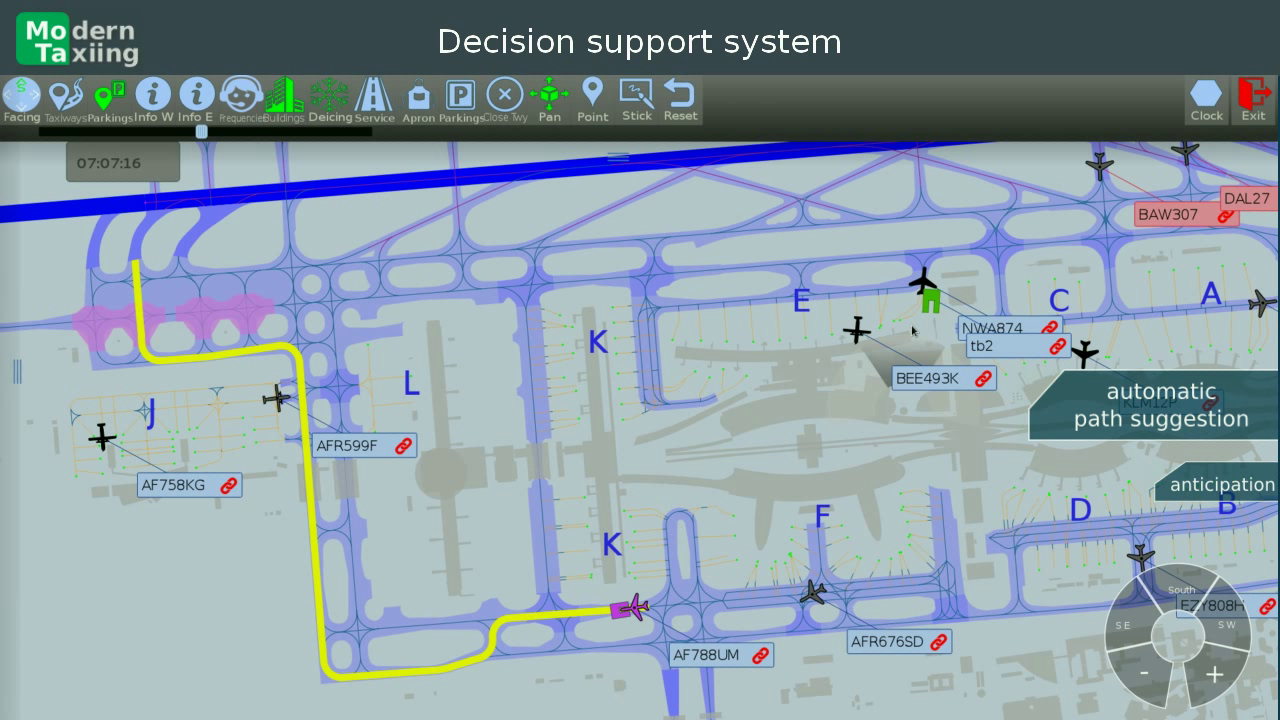 Modern
Taxiing
Decision support system
Facing Taxiways Parkings Info W Info E Frequencies Buildings Deicing Service Apron Parkings Close Twy Pan Point Stick Reset Clock Exit
07:07:16
DAL27
BAW307
A
E
C
NWA874
tb2
K
BEE493K
L
J
automatic
path suggestion
KLM12P
AFR599F
AF758KG
anticipation
B
D
F
K
South
SE
SW
EZY808H
AFR676SD
AF788UM
-
+